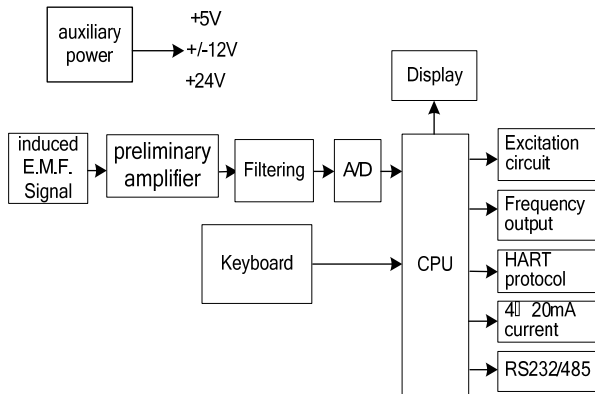 auxiliary
power
+5V
+/-12V
+24V
Display
induced
E.M.F.
Signal
preliminary
amplifier
Filtering
A/D
Keyboard
CPU
Excitation
circuit
Frequency
output
HART
protocol
4▯ 20mA
current
RS232/485